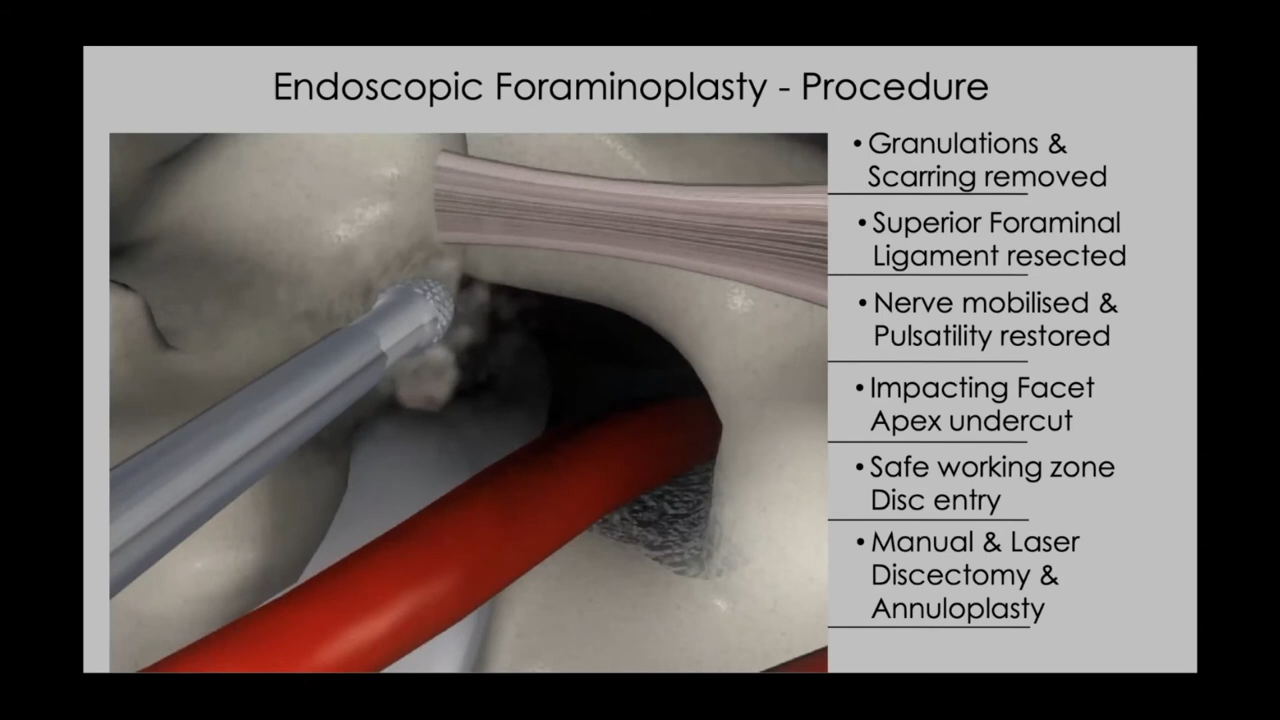 Endoscopic Foraminoplasty - Procedure
• Granulations &
Scarring removed
• Superior Foraminal
Ligament resected
• Nerve mobilised &
Pulsatility restored
• Impacting Facet
Apex undercut
• Safe working zone
Disc entry
• Manual & Laser
Discectomy &
Annuloplasty